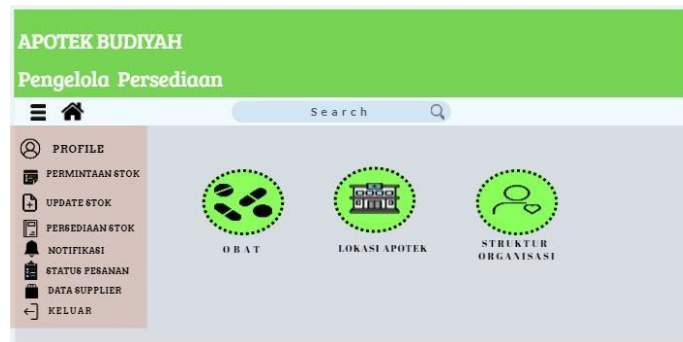 APOTEK BUDIYAH
Pengelola Persediaan
Search
PROFILE
PERMINTAAN STOK
UPDATE STOK
PERSEDIAAN STOK
NOTIFIKASI
STATUS PESANAN
DATA SUPPLIER
KELUAR
OBAT
LOKASI APOTEK
STRUKTUR
ORGANISASI